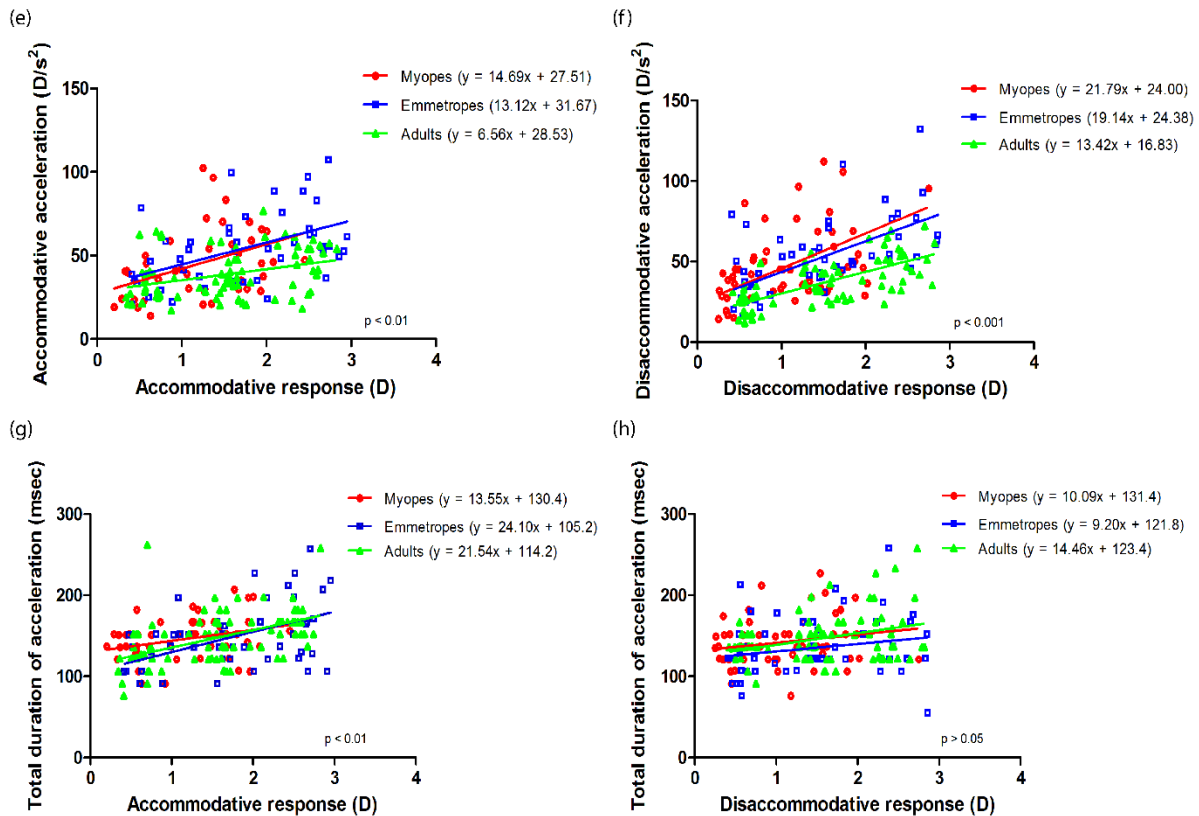 (e)
Accommodative acceleration (D/s²)
150
100
50
0
0 1 2 3 4
Accommodative response (D)
Myopes (y = 14.69x + 27.51)
Emmetropes (13.12x + 31.67)
Adults (y = 6.56x + 28.53)
p < 0.01
(f)
Disaccommodative acceleration (D/s²)
150
100
50
0
0 1 2 3 4
Disaccommodative response (D)
Myopes (y = 21.79x + 24.00)
Emmetropes (19.14x + 24.38)
Adults (y = 13.42x + 16.83)
p < 0.001
(g)
Total duration of acceleration (msec)
300
200
100
0
0 1 2 3 4
Accommodative response (D)
Myopes (y = 13.55x + 130.4)
Emmetropes (y = 24.10x + 105.2)
Adults (y = 21.54x + 114.2)
p < 0.01
(h)
Total duration of acceleration (msec)
300
200
100
0
0 1 2 3 4
Disaccommodative response (D)
Myopes (y = 10.09x + 131.4)
Emmetropes (y = 9.20x + 121.8)
Adults (y = 14.46x + 123.4)
p > 0.05